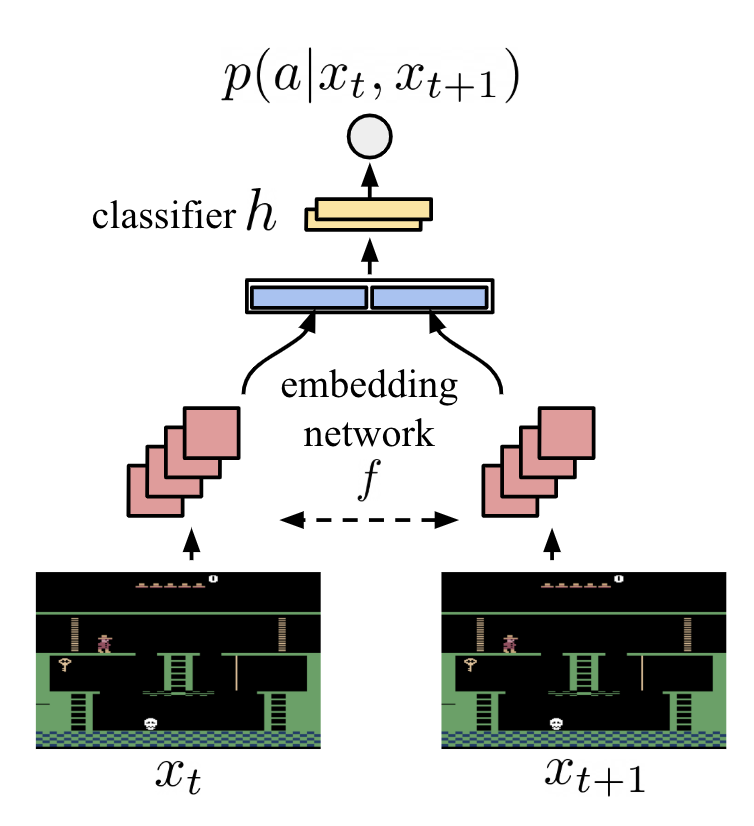 p(a|x_t, x_{t+1})
classifier h
embedding
network
f
x_t
x_{t+1}